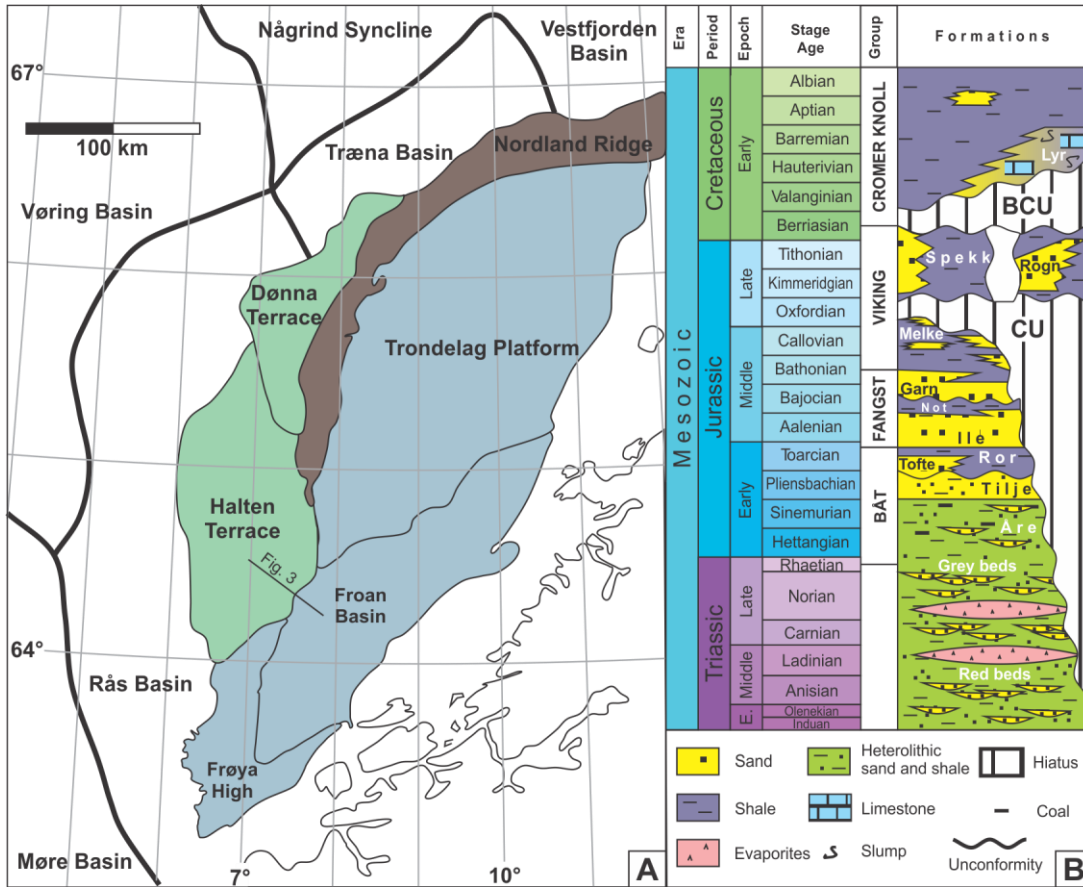 Någrind Syncline
Vestfjorden
Basin
67°
100 km
Træna Basin
Nordland Ridge
Vøring Basin
Dønna
Terrace
Trondelag Platform
Halten
Terrace
Fig. 3
Froan
Basin
64°
Rås Basin
Frøya
High
Møre Basin
7°
10°
A
Era
Period
Epoch
Stage
Age
Group
Formations
Mesozoic
Cretaceous
Jurassic
Triassic
Early
Late
Middle
Early
Late
Middle
E.
Albian
Aptian
Barremian
Hauterivian
Valanginian
Berriasian
Tithonian
Kimmeridgian
Oxfordian
Callovian
Bathonian
Bajocian
Aalenian
Toarcian
Pliensbachian
Sinemurian
Hettangian
Rhaetian
Norian
Carnian
Ladinian
Anisian
Olenekian
Induan
CROMER KNOLL
VIKING
FANGST
BÅT
Slump
Lyr
BCU
Spekk
Rogn
CU
Melke
Garn
Not
Ile
Ror
Tofte
Tilje
Åre
Grey beds
Red beds
Sand
Heterolithic
sand and shale
Hiatus
Shale
Limestone
Coal
Evaporites
Slump
Unconformity
B